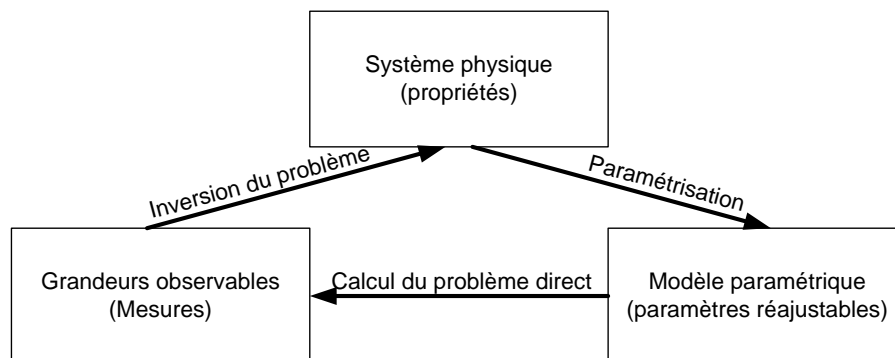 Système physique
(propriétés)
Inversion du problème
Paramétrisation
Grandeurs observables
(Mesures)
Calcul du problème direct
Modèle paramétrique
(paramètres réajustables)